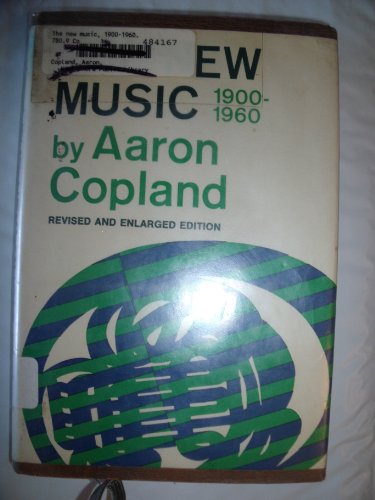 The new music, 1900-1960.
780.9 Co
484167
Copland, Aaron,
EW
MUSIC 1900-
1960
by Aaron
Copland
REVISED AND ENLARGED EDITION